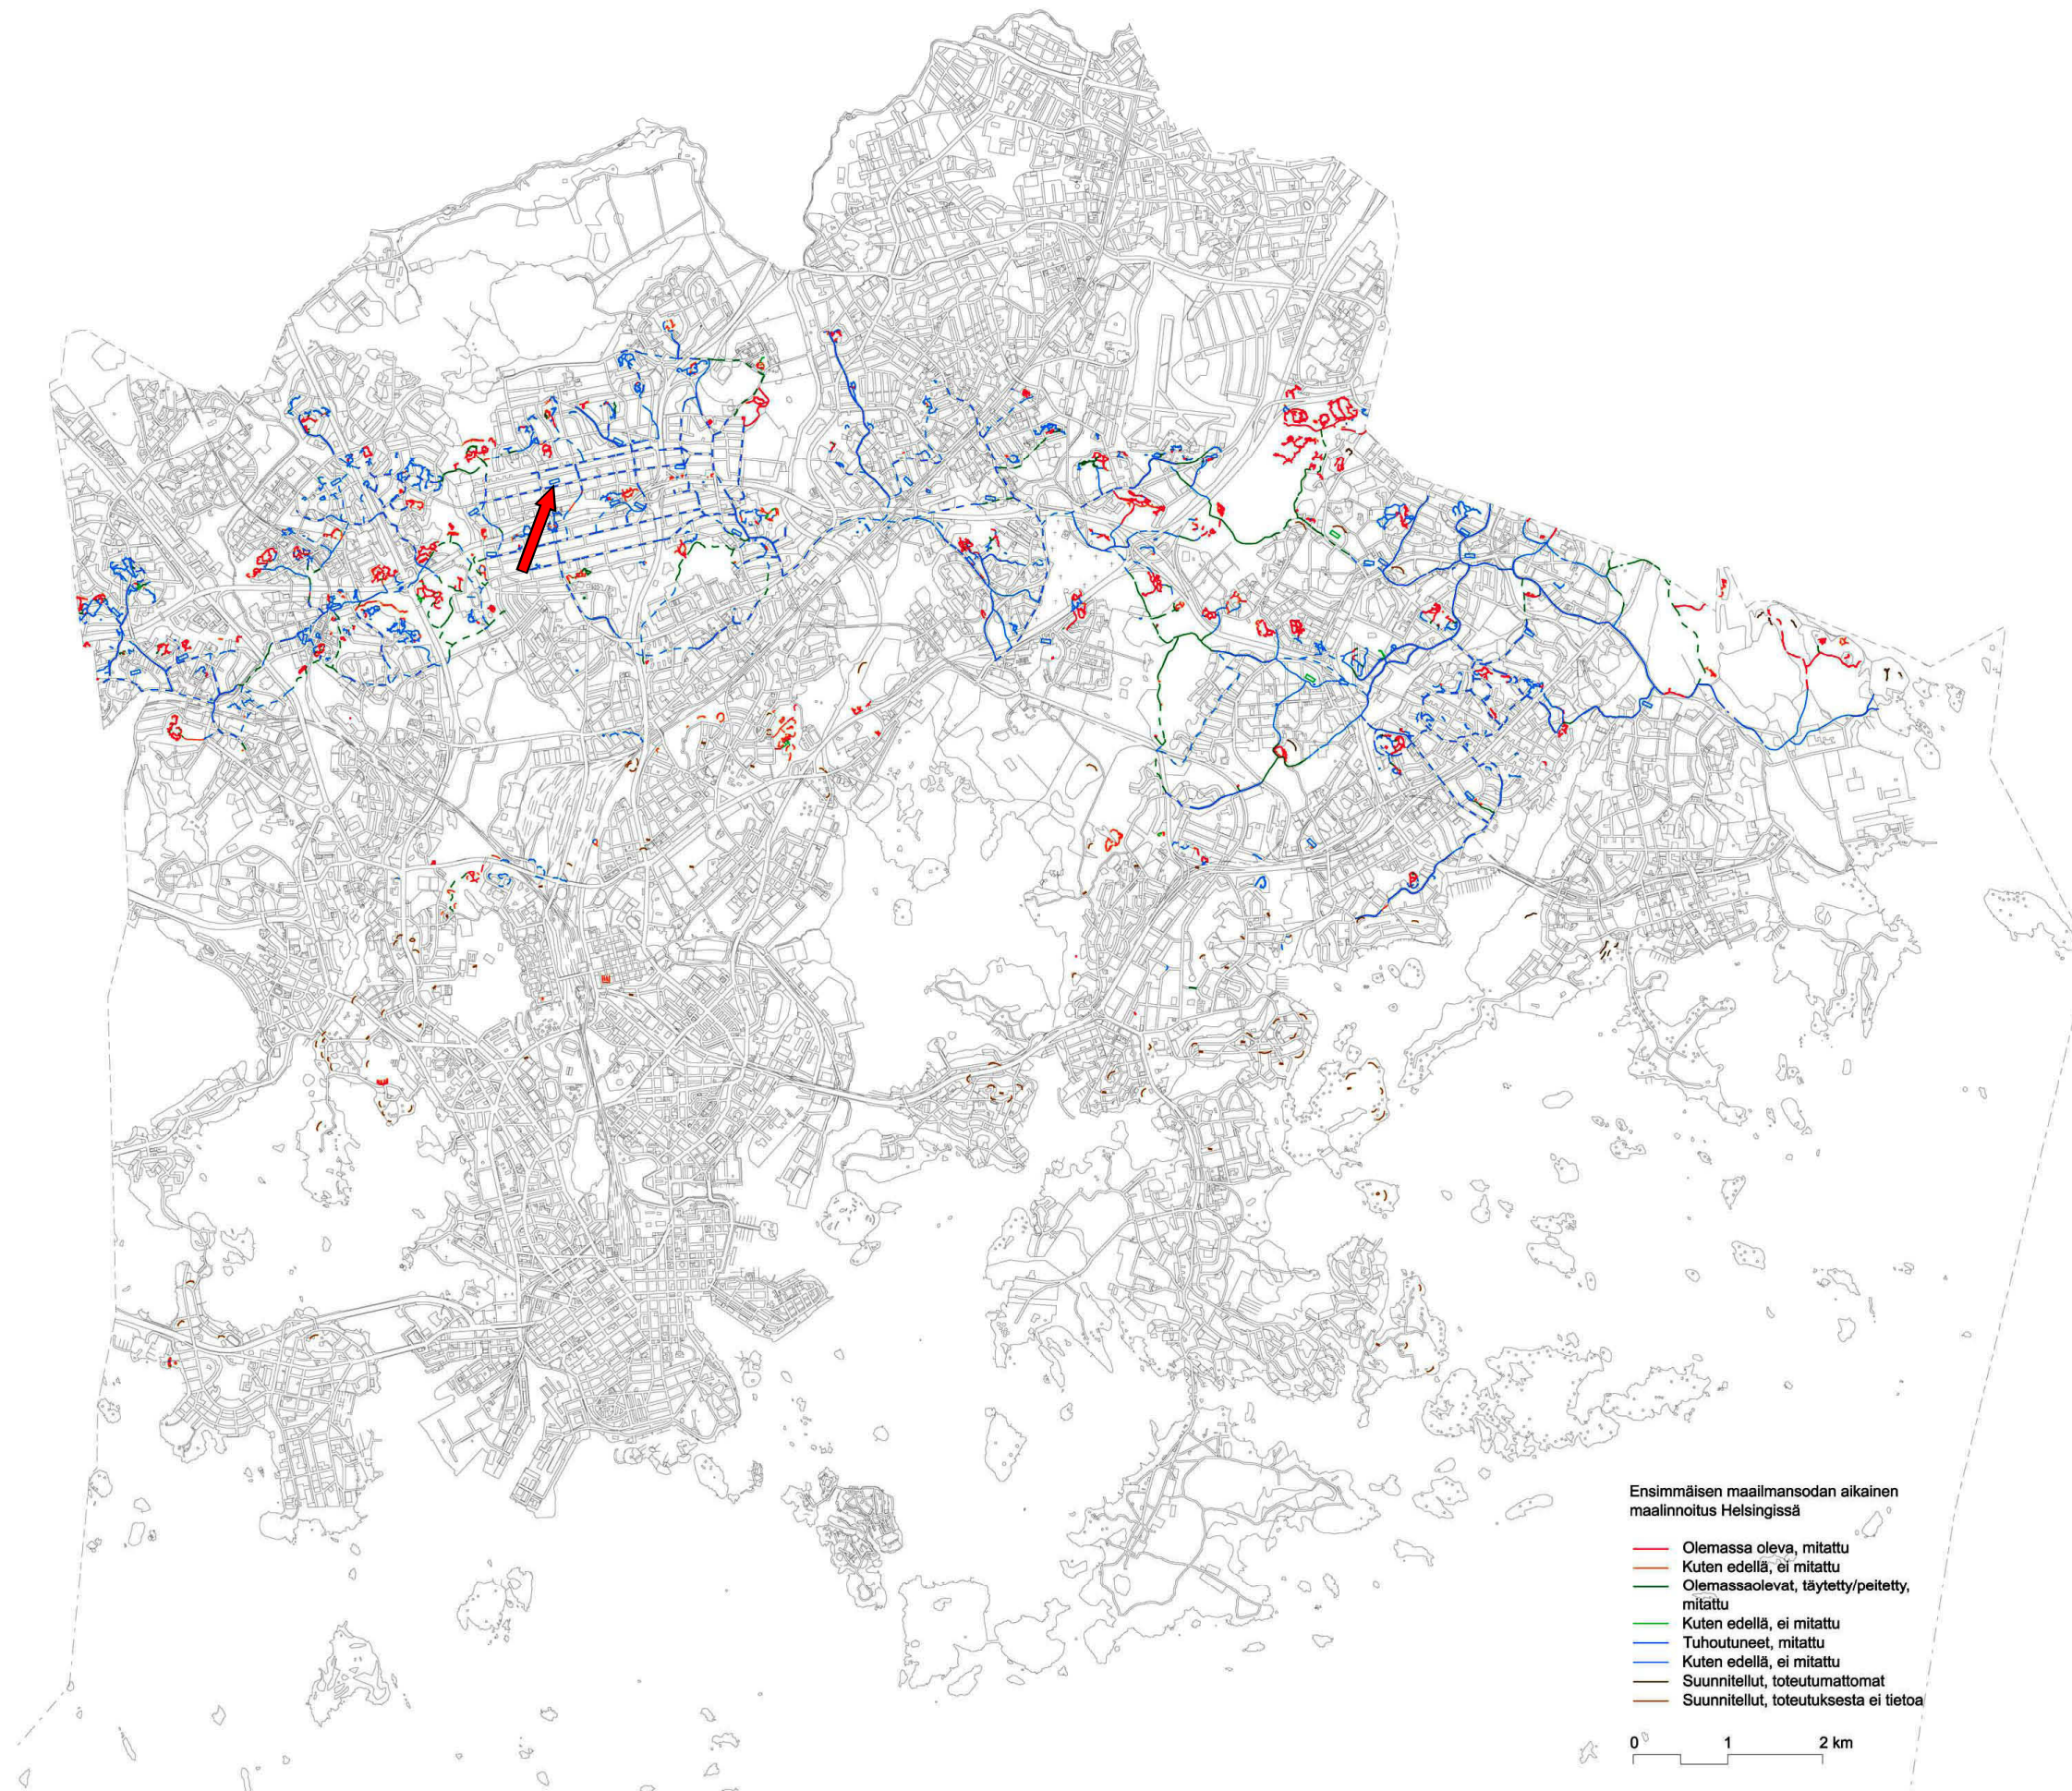 Ensimmäisen maailmansodan aikainen
maalinnoitus Helsingissä
Olemassa oleva, mitattu
Kuten edellä, ei mitattu
Olemassaolevat, täytetty/peitetty,
mitattu
Kuten edellä, ei mitattu
Tuhoutuneet, mitattu
Kuten edellä, ei mitattu
Suunnitellut, toteutumattomat
Suunnitellut, toteutuksesta ei tietoa
0 1 2 km